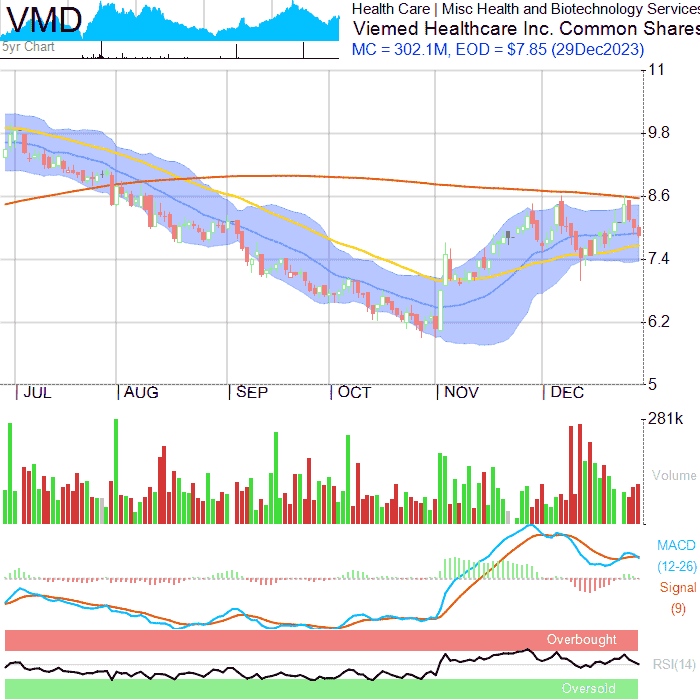 VMD
5yr Chart
Health Care | Misc Health and Biotechnology Services
Viemed Healthcare Inc. Common Shares
MC = 302.1M, EOD = $7.85 (29Dec2023)
11
9.8
8.6
7.4
6.2
5
JUL AUG SEP OCT NOV DEC
281k
Volume
MACD
(12-26)
Signal
(9)
Overbought
RSI(14)
Oversold